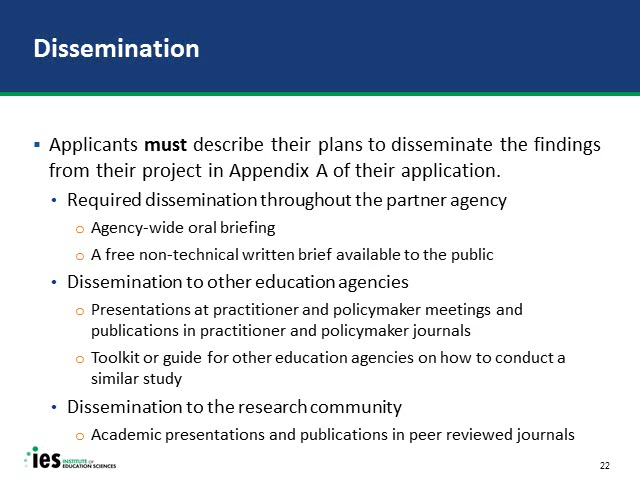 Dissemination
▪ Applicants must describe their plans to disseminate the findings
from their project in Appendix A of their application.
• Required dissemination throughout the partner agency
o Agency-wide oral briefing
o A free non-technical written brief available to the public
• Dissemination to other education agencies
o Presentations at practitioner and policymaker meetings and
publications in practitioner and policymaker journals
o Toolkit or guide for other education agencies on how to conduct a
similar study
• Dissemination to the research community
o Academic presentations and publications in peer reviewed journals
ies INSTITUTE OF
EDUCATION SCIENCES
22